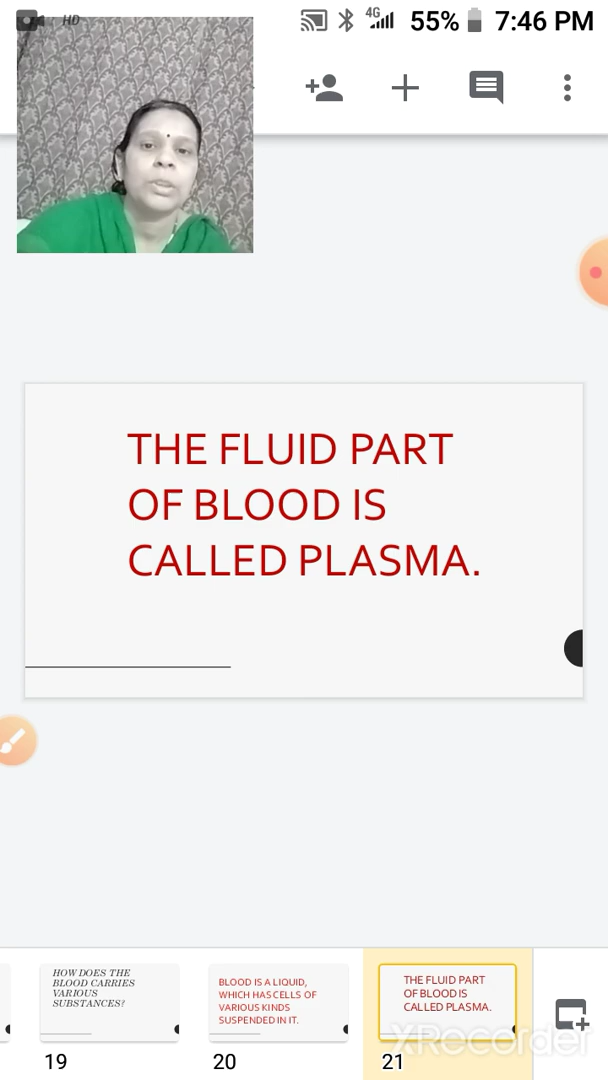 HD
4G 55% 7:46 PM
THE FLUID PART
OF BLOOD IS
CALLED PLASMA.
HOW DOES THE
BLOOD CARRIES
VARIOUS
SUBSTANCES?
19
BLOOD IS A LIQUID,
WHICH HAS CELLS OF
VARIOUS KINDS
SUSPENDED IN IT.
20
THE FLUID PART
OF BLOOD IS
CALLED PLASMA.
21
XRecorder